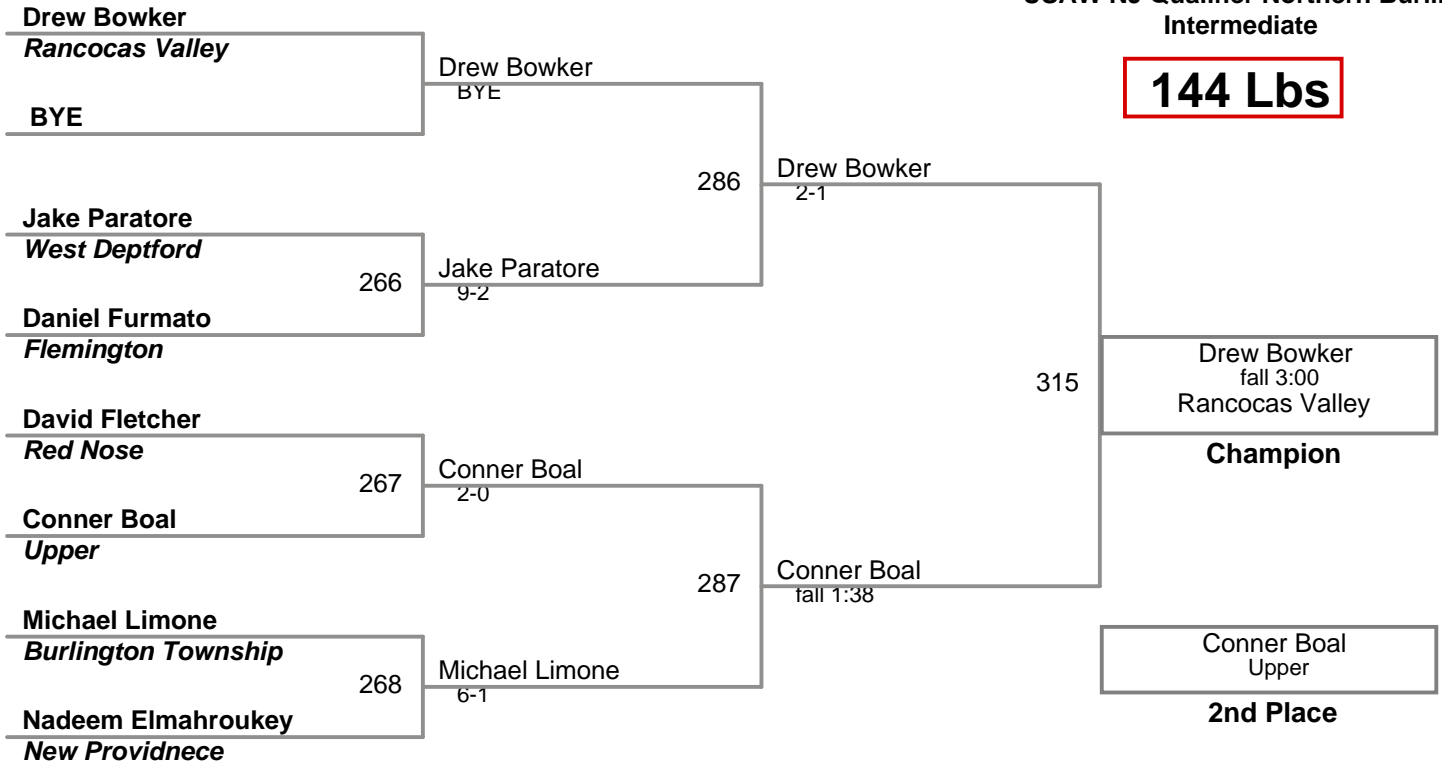 Drew Bowker
Rancocas Valley
BYE
Jake Paratore
West Deptford
Daniel Furmato
Flemington
David Fletcher
Red Nose
Conner Boal
Upper
Michael Limone
Burlington Township
Nadeem Elmahroukey
New Providnece
266
267
268
Drew Bowker
BYE
Jake Paratore
9-2
Conner Boal
2-0
Michael Limone
6-1
286
287
Drew Bowker
2-1
Conner Boal
fall 1:38
315
Intermediate
144 Lbs
Drew Bowker
fall 3:00
Rancocas Valley
Champion
Conner Boal
Upper
2nd Place